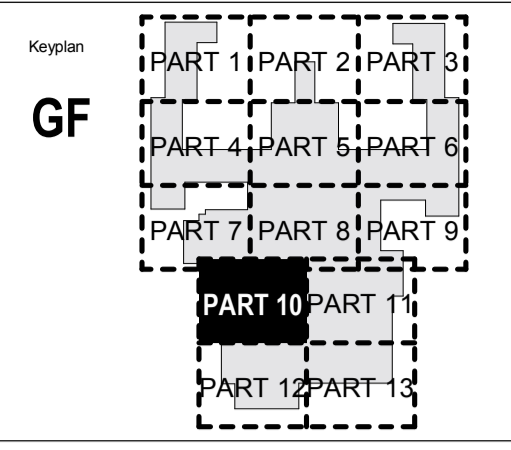 Keyplan
GF
PART 1 PART 2 PART 3
PART 4 PART 5 PART 6
PART 7 PART 8 PART 9
PART 10 PART 11
PART 12 PART 13